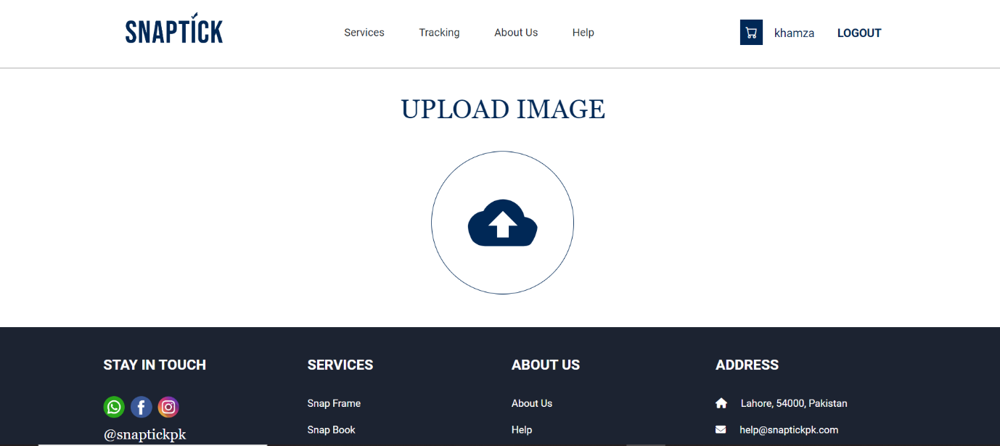 SNAPTICK
Services Tracking About Us Help
khamza LOGOUT
UPLOAD IMAGE
STAY IN TOUCH
@snaptickpk
SERVICES
Snap Frame
Snap Book
ABOUT US
About Us
Help
ADDRESS
Lahore, 54000, Pakistan
help@snaptickpk.com